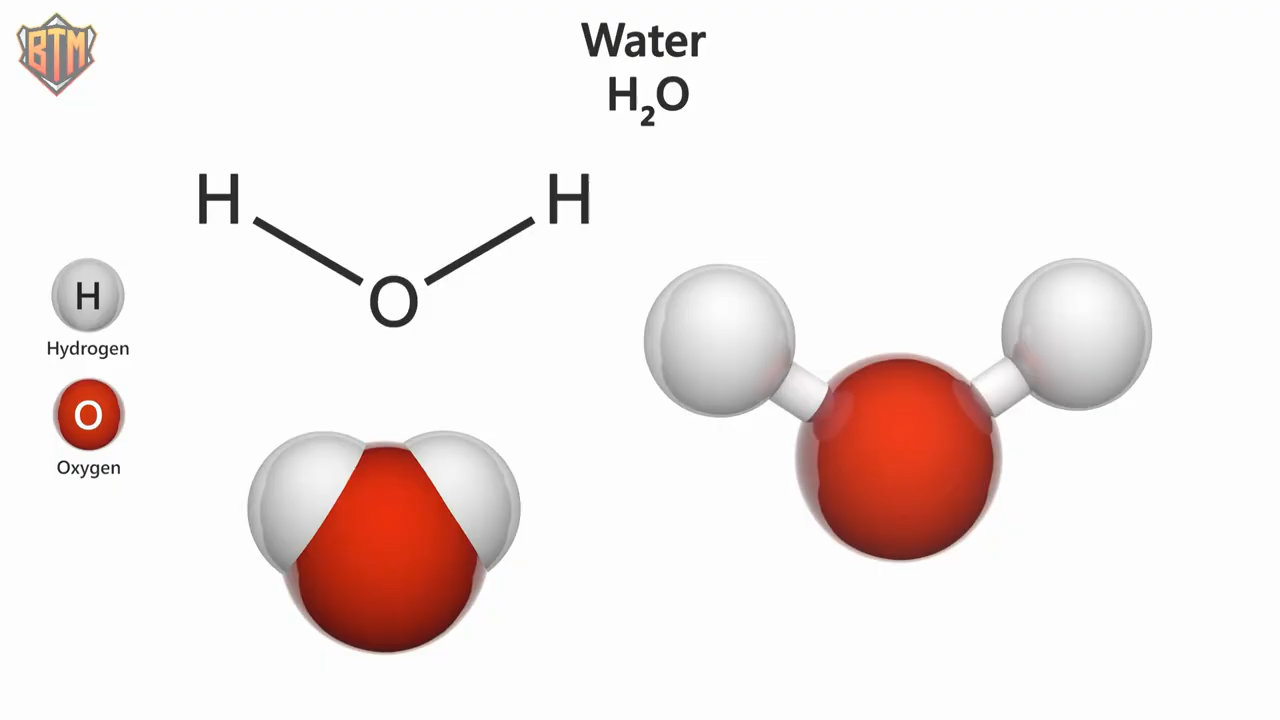 BTM
Water
H₂O
H H
O
H
Hydrogen
O
Oxygen